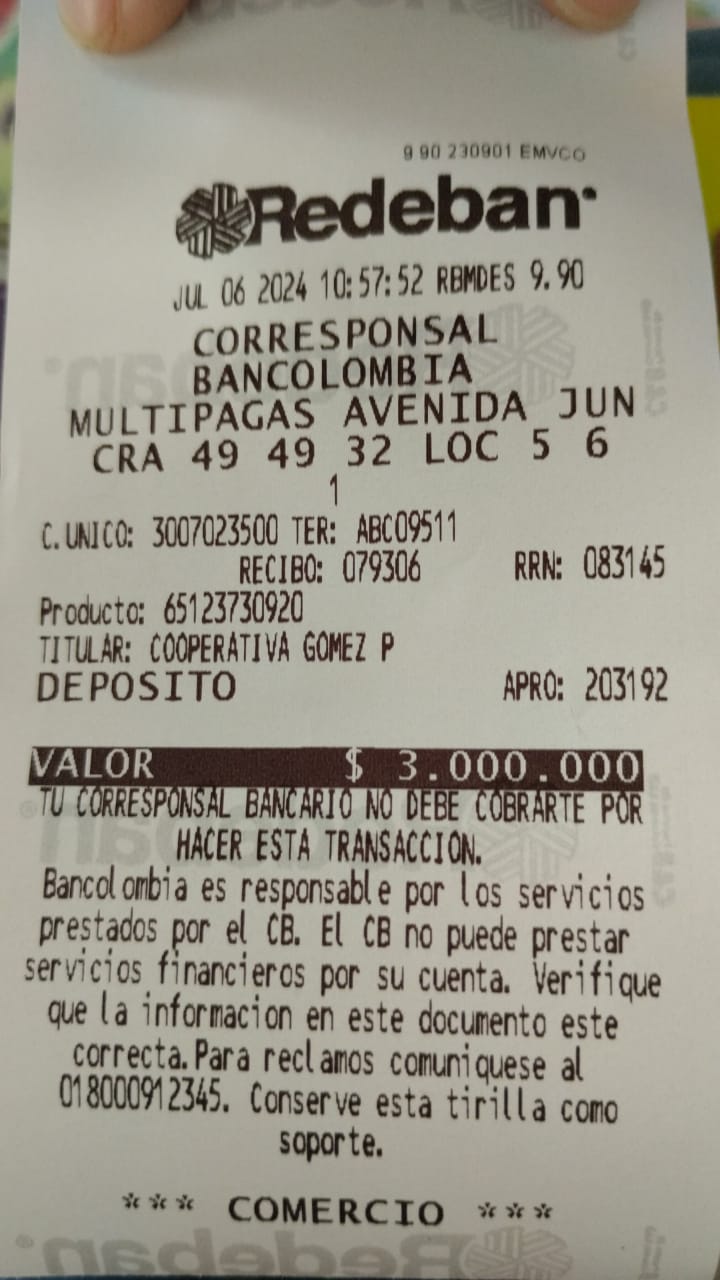 9 90 230901 EMVCO
Redeban
JUL 06 2024 10:57:52 RBMDES 9.90
CORRESPONSAL
BANCOLOMBIA
MULTIPAGAS AVENIDA JUN
CRA 49 49 32 LOC 5 6
1
C.UNICO: 3007023500 TER: ABC09511
RECIBO: 079306 RRN: 083145
Producto: 65123730920
TITULAR: COOPERATIVA GOMEZ P
DEPOSITO APRO: 203192
VALOR $ 3.000.000
TU CORRESPONSAL BANCARIO NO DEBE COBRARTE POR
HACER ESTA TRANSACCION.
Bancolombia es responsable por los servicios
prestados por el CB. El CB no puede prestar
servicios financieros por su cuenta. Verifique
que la informacion en este documento este
correcta.Para reclamos comuniquese al
018000912345. Conserve esta tirilla como
soporte.
*** COMERCIO ***
Redeban